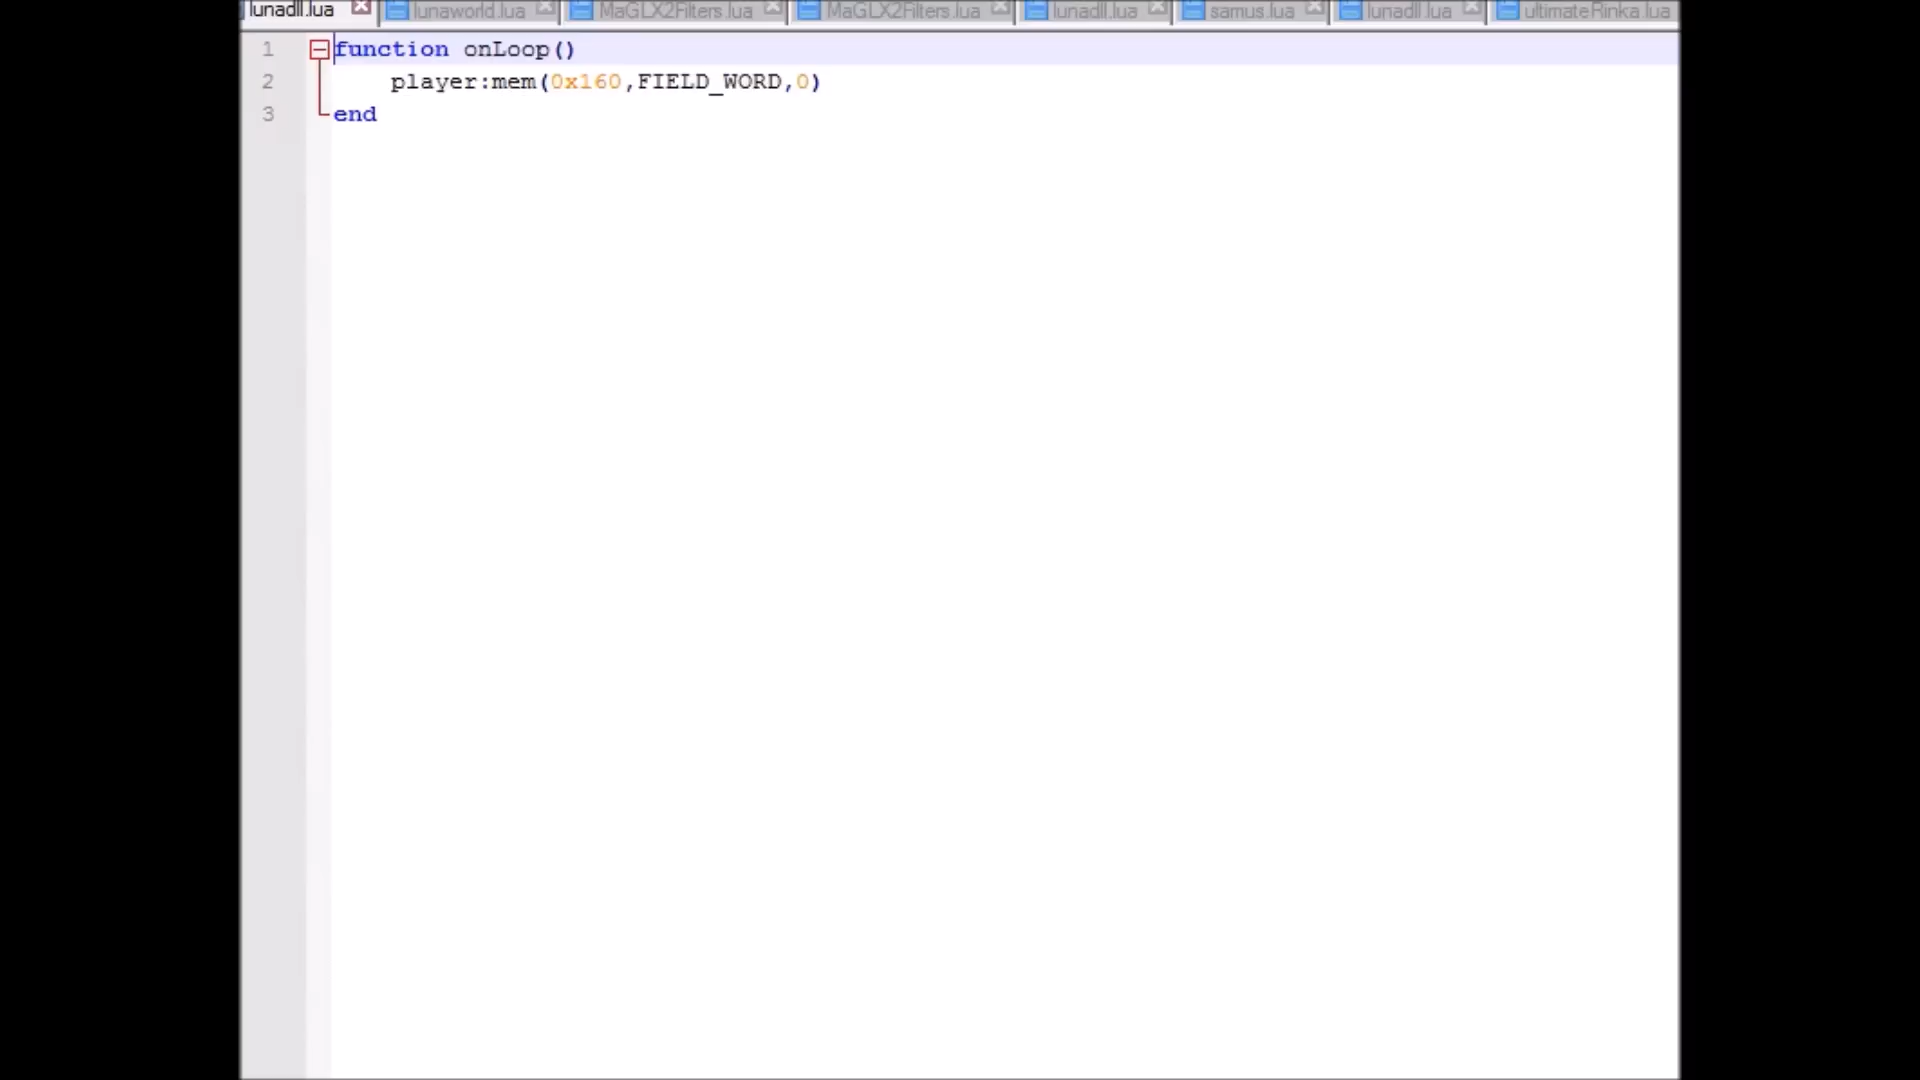 lunadll.lua lunaworld.lua MaGLX2Filters.lua MaGLX2Filters.lua lunadll.lua samus.lua lunadll.lua ultimateRinka.lua
1 function onLoop()
2 player:mem(0x160,FIELD_WORD,0)
3 end